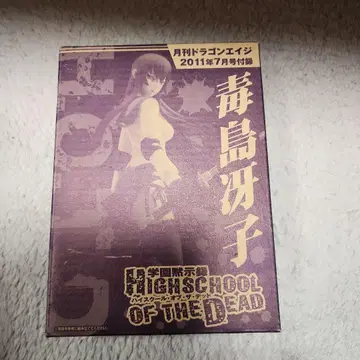 月刊ドラゴンエイジ
2011年7月号付録
毒島冴子
学園黙示録
HIGHSCHOOL
ハイスクール・オブ・ザ・デッド
OF THE DEAD